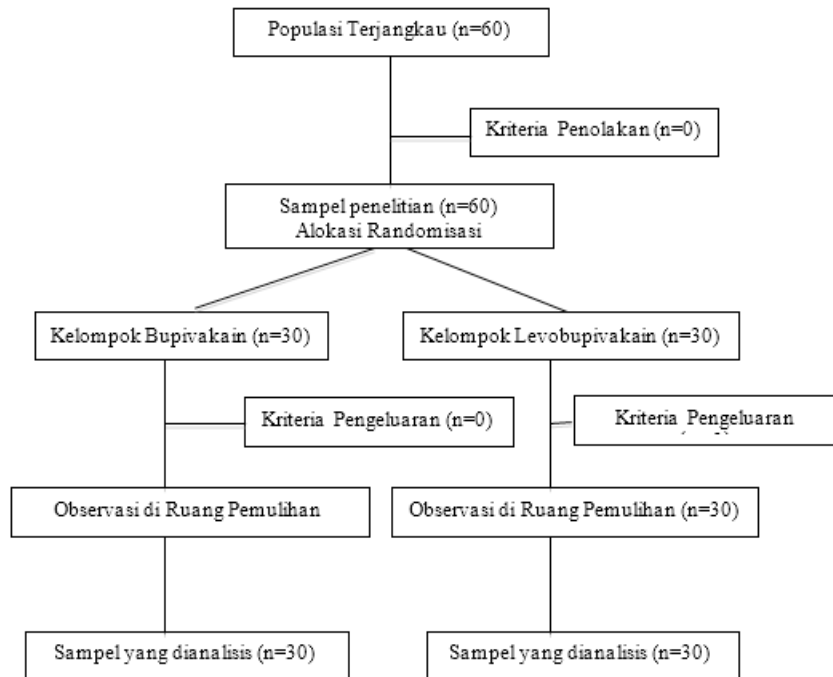 Populasi Terjangkau (n=60)
Kriteria Penolakan (n=0)
Sampel penelitian (n=60)
Alokasi Randomisasi
Kelompok Bupivakain (n=30)
Kelompok Levobupivakain (n=30)
Kriteria Pengeluaran (n=0)
Kriteria Pengeluaran
Observasi di Ruang Pemulihan
Observasi di Ruang Pemulihan (n=30)
Sampel yang dianalisis (n=30)
Sampel yang dianalisis (n=30)